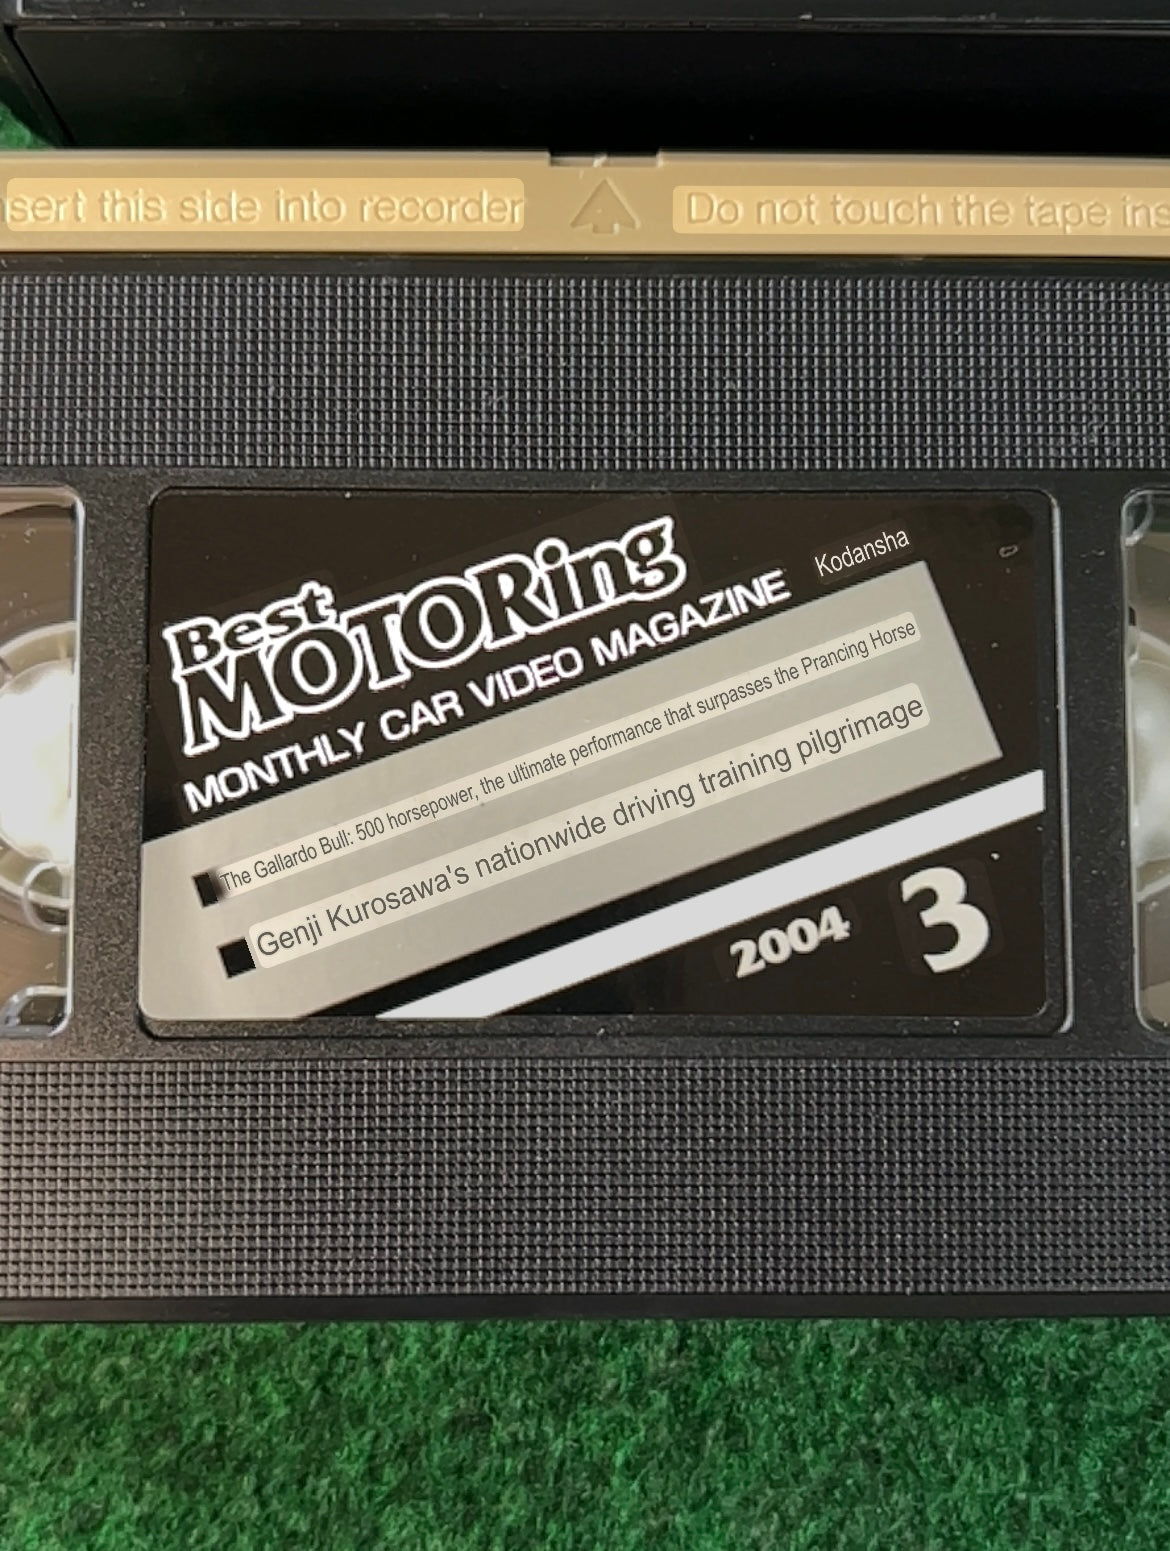 sert this side into recorder
Do not touch the tape ins
Best
MOTORing
MONTHLY CAR VIDEO MAGAZINE
Kodansha
The Gallardo Bull: 500 horsepower, the ultimate performance that surpasses the Prancing Horse
Genji Kurosawa's nationwide driving training pilgrimage
2004 3